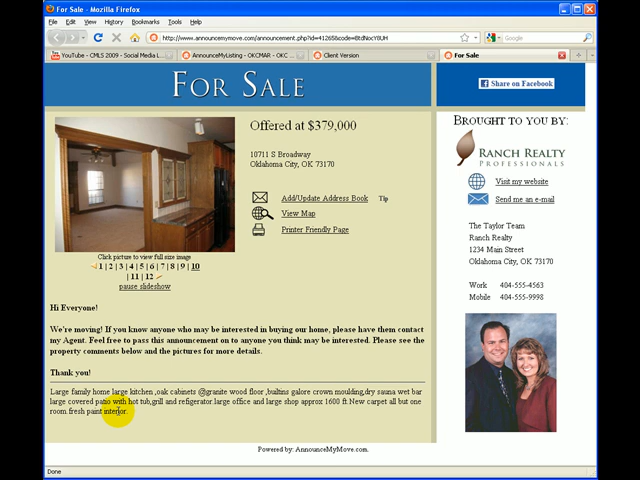 For Sale - Mozilla Firefox
File Edit View History Bookmarks Tools Help
http://www.announcemymove.com/announcement.php?id=41265&code=BtdNocY8UH
Google
YouTube - CMLS 2009 - Social Media L...
AnnounceMyListing - OKCMAR - OKC ...
Client Version
For Sale
FOR SALE
Share on Facebook
Offered at $379,000
10711 S Broadway
Oklahoma City, OK 73170
Add/Update Address Book Tip
View Map
Printer Friendly Page
Click picture to view full size image
1 | 2 | 3 | 4 | 5 | 6 | 7 | 8 | 9 | 10
| 11 | 12
pause slideshow
Hi Everyone!
We're moving! If you know anyone who may be interested in buying our home, please have them contact
my Agent. Feel free to pass this announcement on to anyone you think may be interested. Please see the
property comments below and the pictures for more details.
Thank you!
Large family home large kitchen ,oak cabinets @granite wood floor ,builtins galore crown moulding,dry sauna wet bar
large covered patio with hot tub,grill and refigerator.large office and large shop approx 1600 ft.New carpet all but one
room.fresh paint interior.
BROUGHT TO YOU BY:
RANCH REALTY
PROFESSIONALS
Visit my website
Send me an e-mail
The Taylor Team
Ranch Realty
1234 Main Street
Oklahoma City, OK 73170
Work 404-555-4563
Mobile 404-555-9998
Powered by: AnnounceMyMove.com.
Done